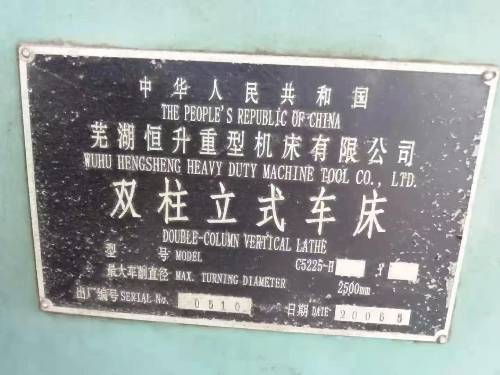 中华人民共和国
THE PEOPLE'S REPUBLIC OF CHINA
芜湖恒升重型机床有限公司
WUHU HENGSHENG HEAVY DUTY MACHINE TOOL CO., LTD.
双柱立式车床
DOUBLE-COLUMN VERTICAL LATHE
型号 MODEL C5225-H
最大车削直径 MAX. TURNING DIAMETER 2500mm
出厂编号 SERIAL No. 0510 日期 DATE 20065